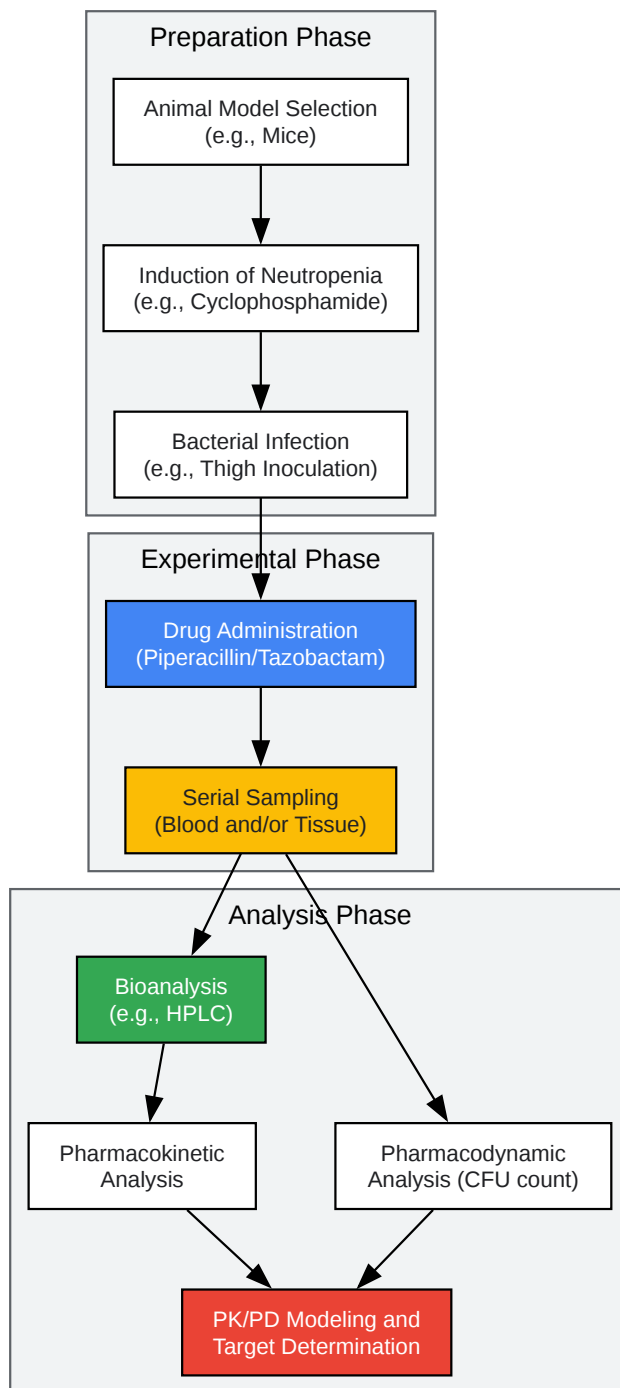 Preparation Phase
Animal Model Selection
(e.g., Mice)
Induction of Neutropenia
(e.g., Cyclophosphamide)
Bacterial Infection
(e.g., Thigh Inoculation)
Experimental Phase
Drug Administration
(Piperacillin/Tazobactam)
Serial Sampling
(Blood and/or Tissue)
Analysis Phase
Bioanalysis
(e.g., HPLC)
Pharmacokinetic
Analysis
Pharmacodynamic
Analysis (CFU count)
PK/PD Modeling and
Target Determination